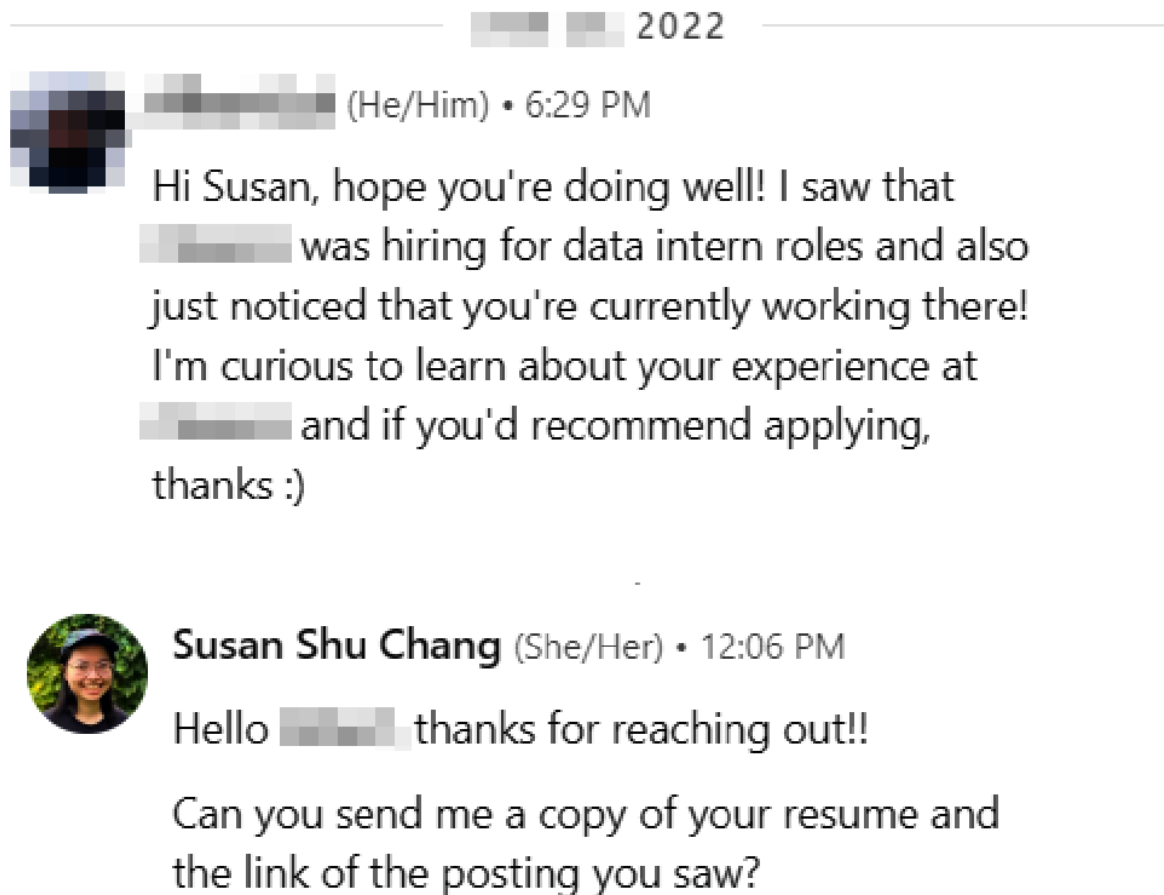 2022
(He/Him) • 6:29 PM
Hi Susan, hope you're doing well! I saw that
was hiring for data intern roles and also
just noticed that you're currently working there!
I'm curious to learn about your experience at
and if you'd recommend applying,
thanks :)
Susan Shu Chang (She/Her) • 12:06 PM
Hello thanks for reaching out!!
Can you send me a copy of your resume and
the link of the posting you saw?